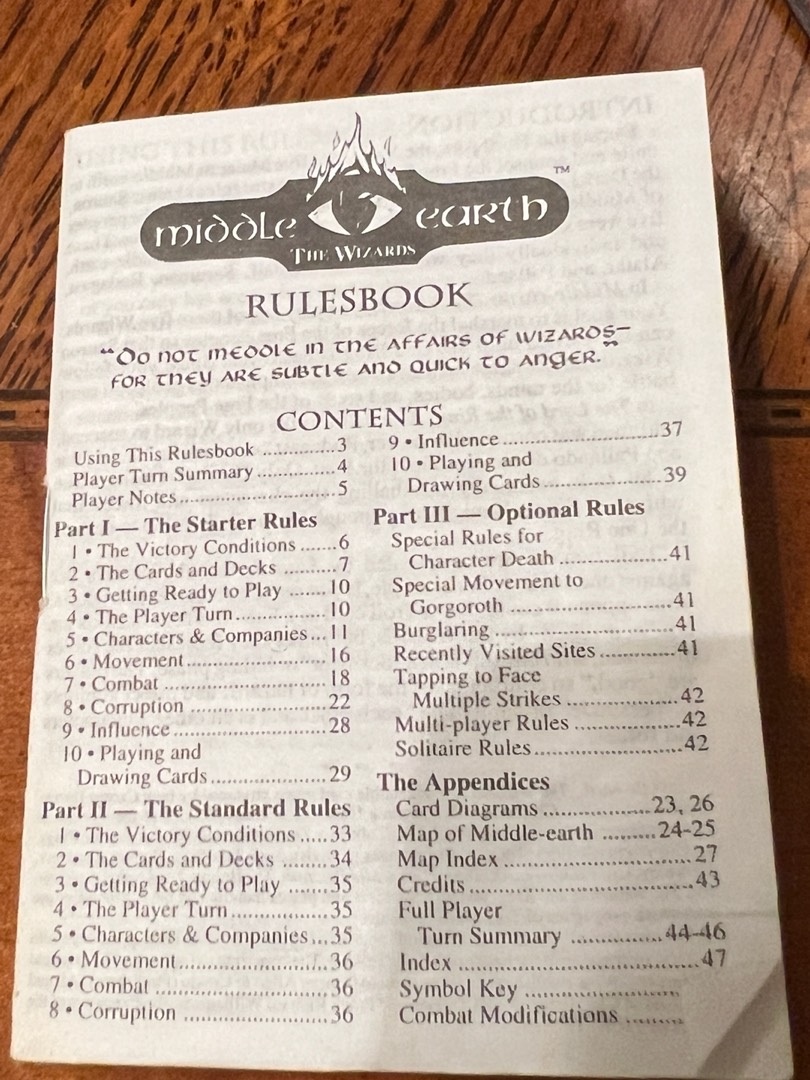 middle earth
™
THE WIZARDS
RULESBOOK
"Do not meddle in the affairs of wizards—
for they are subtle and quick to anger."
CONTENTS
Using This Rulesbook .............3
Player Turn Summary ..............4
Player Notes............................5
Part I — The Starter Rules
1 • The Victory Conditions .......6
2 • The Cards and Decks ..........7
3 • Getting Ready to Play .......10
4 • The Player Turn................10
5 • Characters & Companies...11
6 • Movement........................16
7 • Combat ............................18
8 • Corruption ........................22
9 • Influence...........................28
10 • Playing and
Drawing Cards.....................29
Part II — The Standard Rules
1 • The Victory Conditions .....33
2 • The Cards and Decks ........34
3 • Getting Ready to Play .......35
4 • The Player Turn................35
5 • Characters & Companies...35
6 • Movement........................36
7 • Combat ............................36
8 • Corruption ........................36
9 • Influence ..........................37
10 • Playing and
Drawing Cards.....................39
Part III — Optional Rules
Special Rules for
Character Death ...................41
Special Movement to
Gorgoroth ...........................41
Burglaring ................................41
Recently Visited Sites.............41
Tapping to Face
Multiple Strikes ...................42
Multi-player Rules ..................42
Solitaire Rules.........................42
The Appendices
Card Diagrams ..................23, 26
Map of Middle-earth .........24-25
Map Index ..............................27
Credits....................................43
Full Player
Turn Summary ...............44-46
Index .......................................47
Symbol Key .........................
Combat Modifications .........